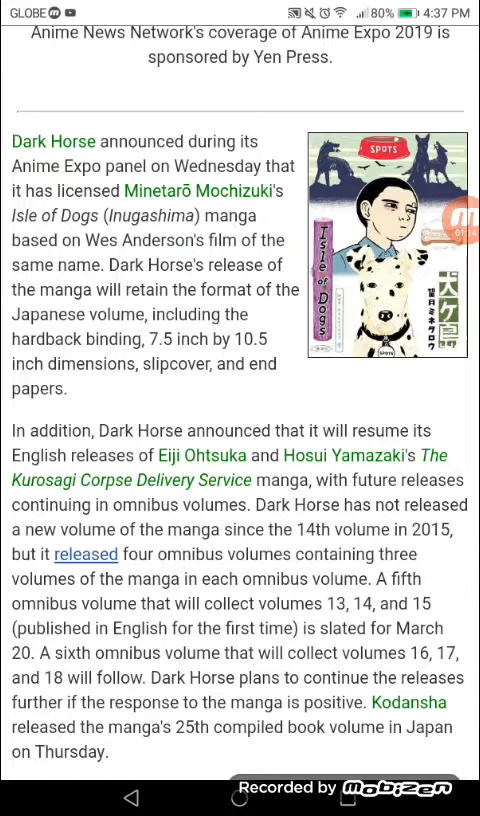 GLOBE 80% 4:37 PM
Anime News Network's coverage of Anime Expo 2019 is
sponsored by Yen Press.
Dark Horse announced during its
Anime Expo panel on Wednesday that
it has licensed Minetarō Mochizuki's
Isle of Dogs (Inugashima) manga
based on Wes Anderson's film of the
same name. Dark Horse's release of
the manga will retain the format of the
Japanese volume, including the
hardback binding, 7.5 inch by 10.5
inch dimensions, slipcover, and end
papers.
SPOTS
Isle of Dogs
犬ヶ島
望月ミネタロウ
SPOTS
01:14
In addition, Dark Horse announced that it will resume its
English releases of Eiji Ohtsuka and Hosui Yamazaki's The
Kurosagi Corpse Delivery Service manga, with future releases
continuing in omnibus volumes. Dark Horse has not released
a new volume of the manga since the 14th volume in 2015,
but it released four omnibus volumes containing three
volumes of the manga in each omnibus volume. A fifth
omnibus volume that will collect volumes 13, 14, and 15
(published in English for the first time) is slated for March
20. A sixth omnibus volume that will collect volumes 16, 17,
and 18 will follow. Dark Horse plans to continue the releases
further if the response to the manga is positive. Kodansha
released the manga's 25th compiled book volume in Japan
on Thursday.
Recorded by Mobizen